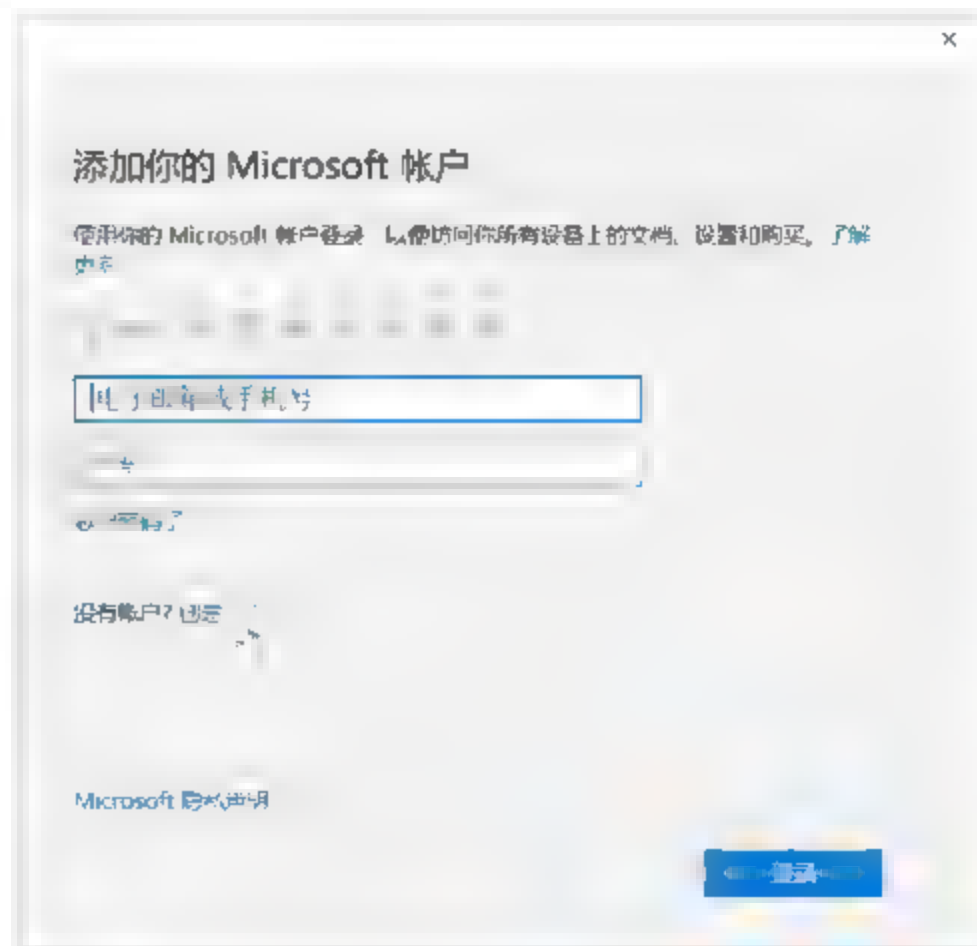 添加你的 Microsoft 帐户
使用你的 Microsoft 帐户登录，以便访问你所有设备上的文档、设置和购买。了解
更多
电子邮件或手机号
没有帐户？创建
Microsoft 隐私声明
登录